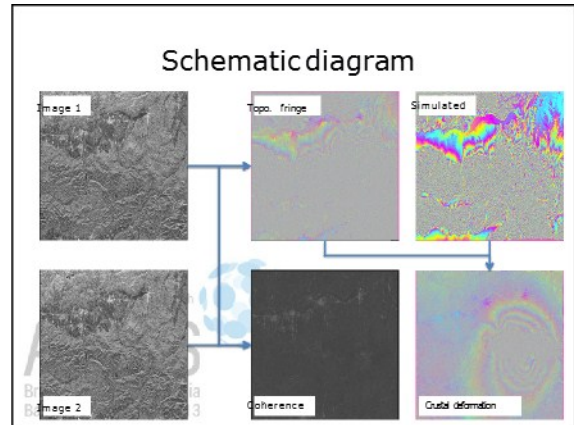 Schematic diagram
Image 1
Topo. fringe
Simulated
Image 2
Coherence
Crustal deformation